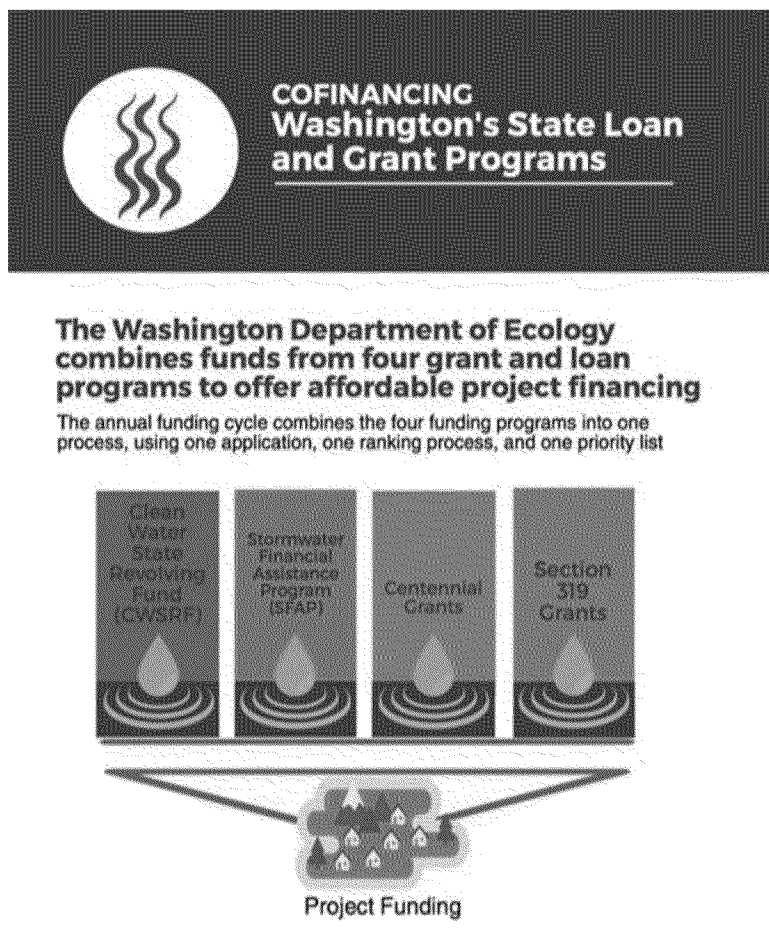 COFINANCING
Washington's State Loan
and Grant Programs
The Washington Department of Ecology
combines funds from four grant and loan
programs to offer affordable project financing
The annual funding cycle combines the four funding programs into one
process, using one application, one ranking process, and one priority list
Clean
Water
State
Revolving
Fund
(CWSRF)
Stormwater
Financial
Assistance
Program
(SFAP)
Centennial
Grants
Section
319
Grants
Project Funding